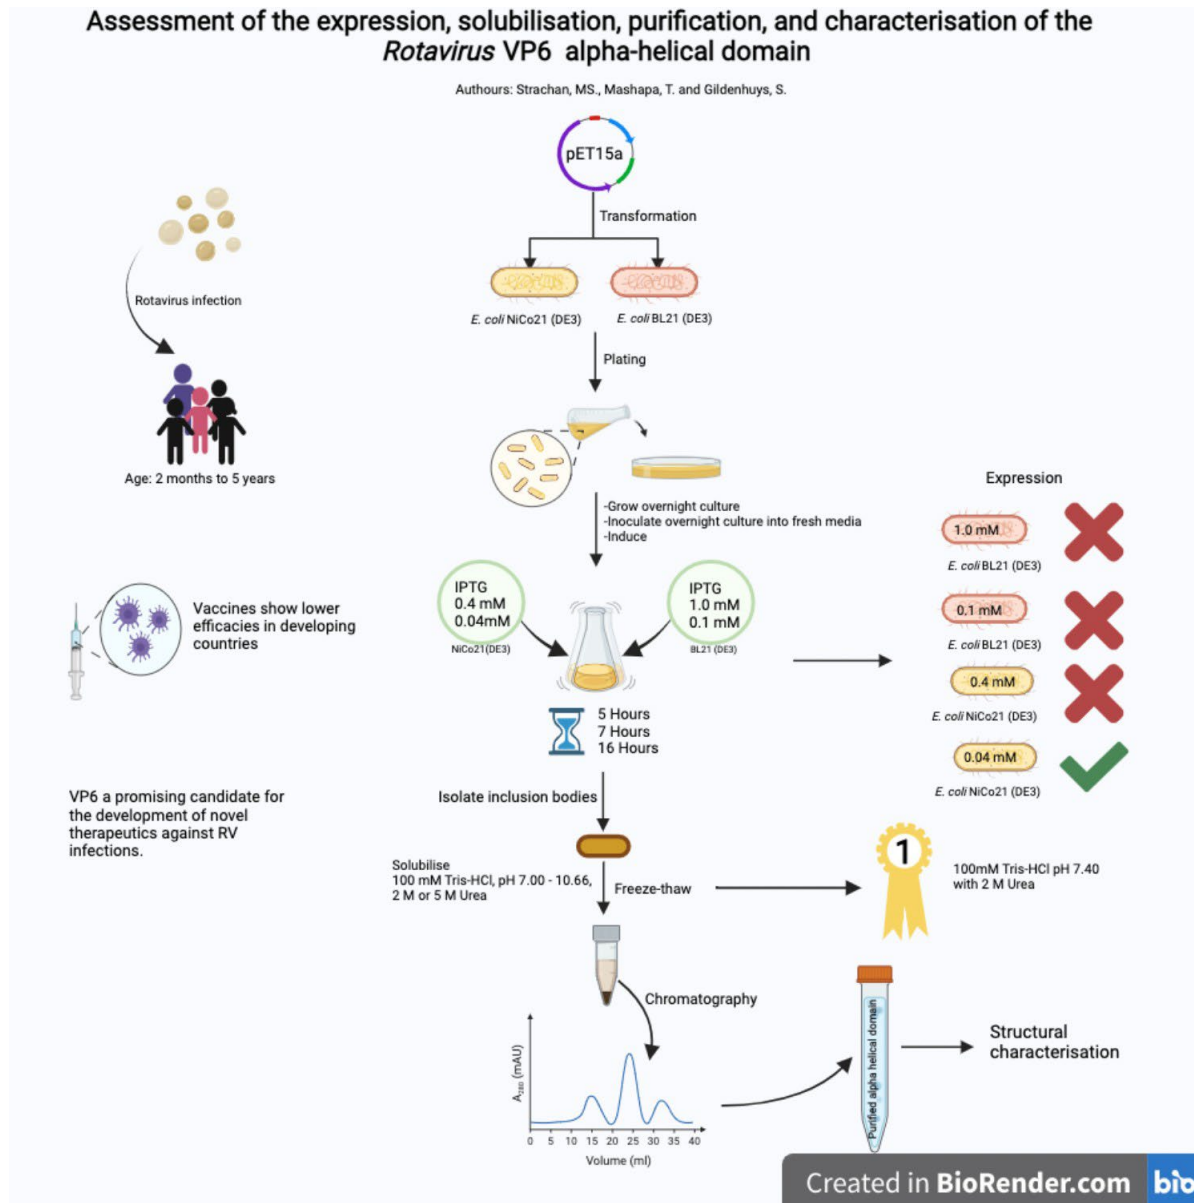 Assessment of the expression, solubilisation, purification, and characterisation of the
Rotavirus VP6 alpha-helical domain
Authours: Strachan, MS., Mashapa, T. and Gildenhuys, S.
pET15a
Transformation
E. coli NiCo21 (DE3)
E. coli BL21 (DE3)
Plating
Rotavirus infection
Age: 2 months to 5 years
-Grow overnight culture
-Inoculate overnight culture into fresh media
-Induce
IPTG
0.4 mM
0.04mM
NiCo21(DE3)
IPTG
1.0 mM
0.1 mM
BL21 (DE3)
Vaccines show lower
efficacies in developing
countries
5 Hours
7 Hours
16 Hours
Expression
1.0 mM
E. coli BL21 (DE3)
0.1 mM
E. coli BL21 (DE3)
0.4 mM
E. coli NiCo21 (DE3)
0.04 mM
E. coli NiCo21 (DE3)
VP6 a promising candidate for
the development of novel
therapeutics against RV
infections.
Isolate inclusion bodies
Solubilise
100 mM Tris-HCl, pH 7.00 - 10.66,
2 M or 5 M Urea
Freeze-thaw
1
100mM Tris-HCl pH 7.40
with 2 M Urea
Chromatography
A280 (mAU)
0 5 10 15 20 25 30 35 40
Volume (ml)
Purified alpha helical domain
Structural
characterisation
Created in BioRender.com bio